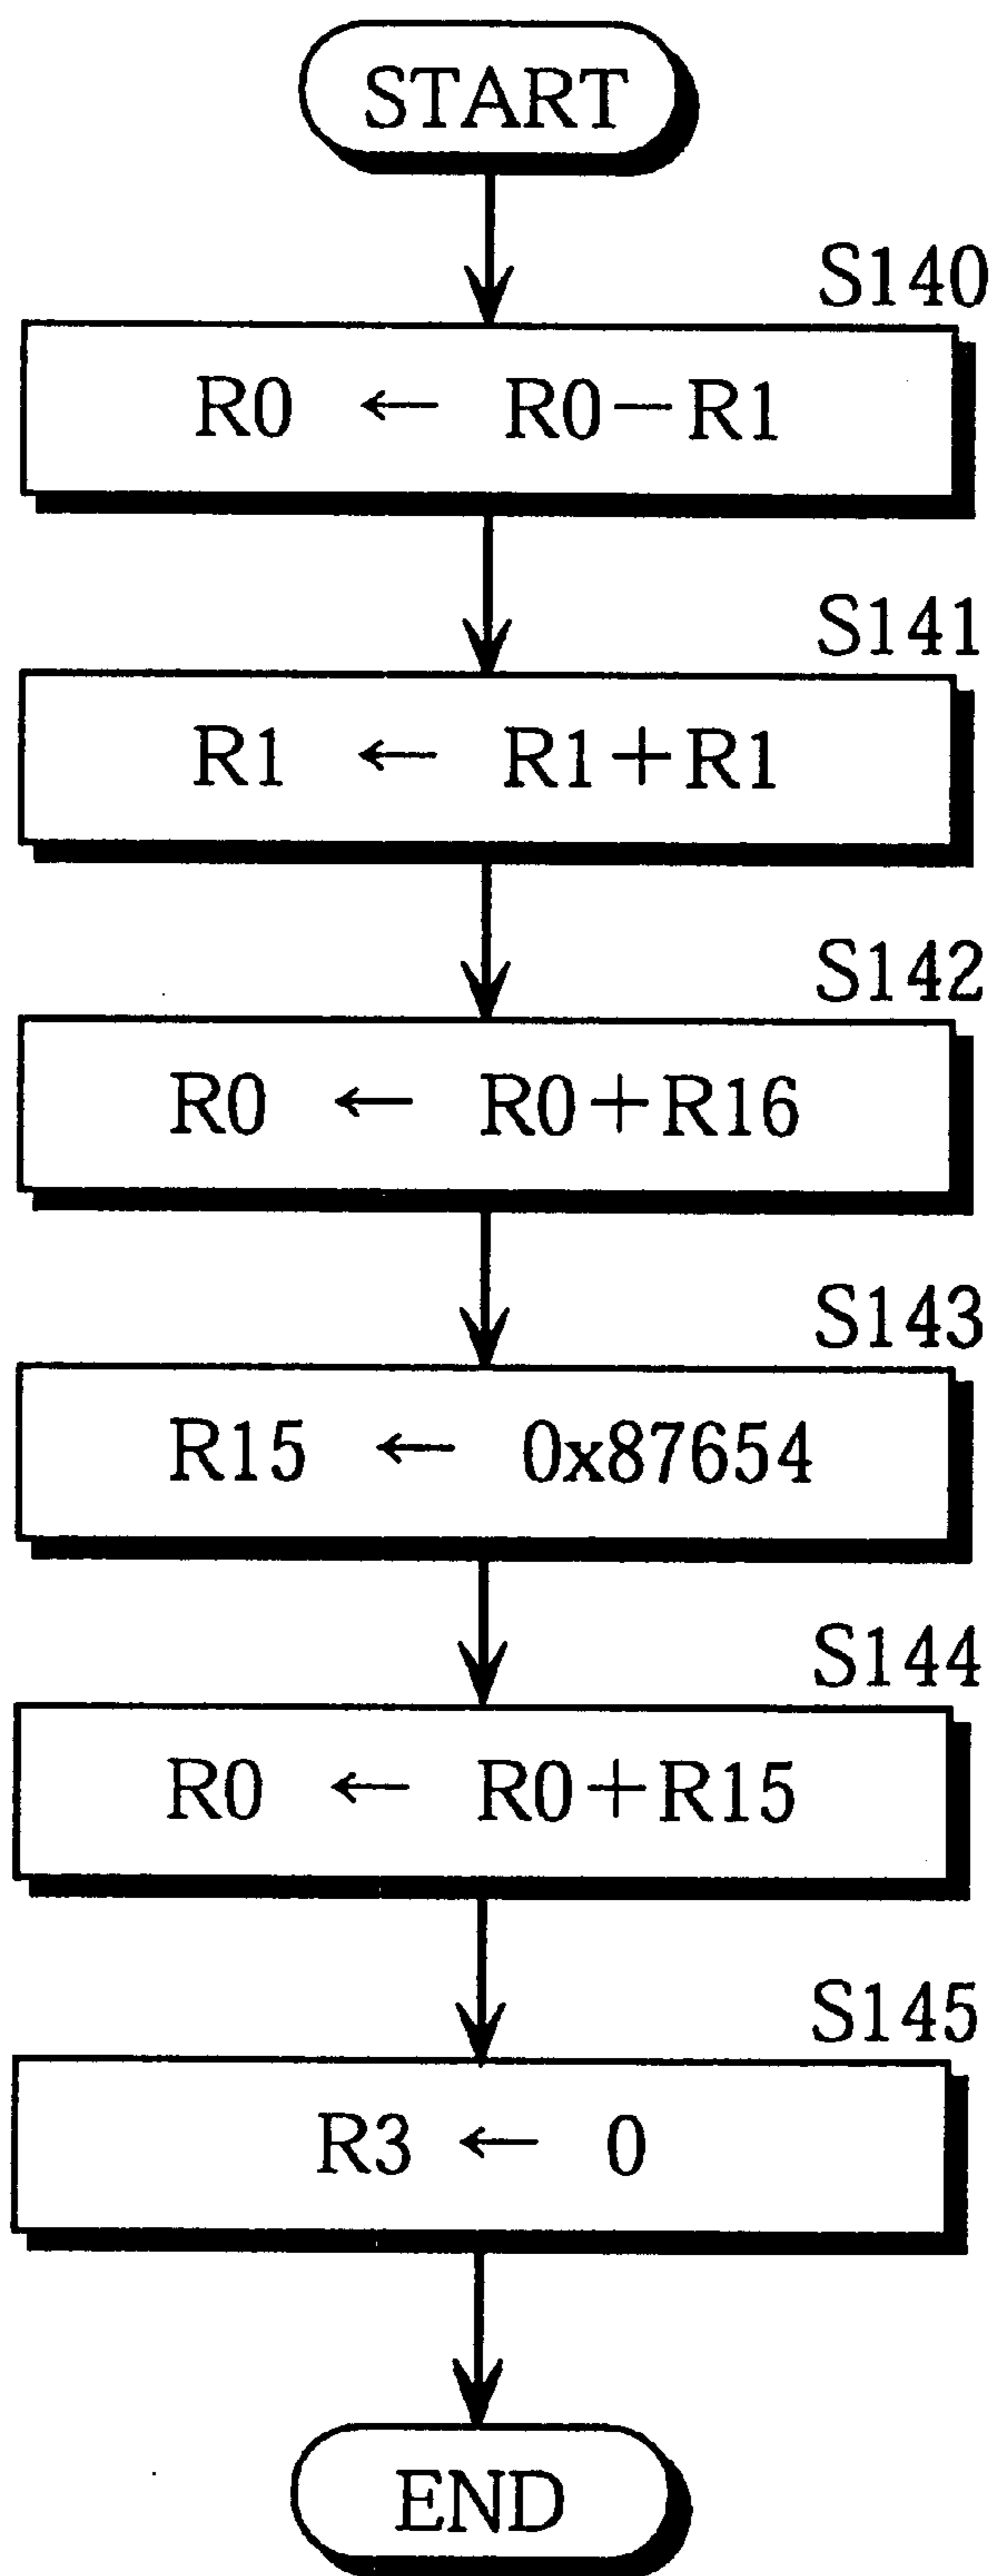 START
S140
R0 ← R0−R1
S141
R1 ← R1+R1
S142
R0 ← R0+R16
S143
R15 ← 0x87654
S144
R0 ← R0+R15
S145
R3 ← 0
END